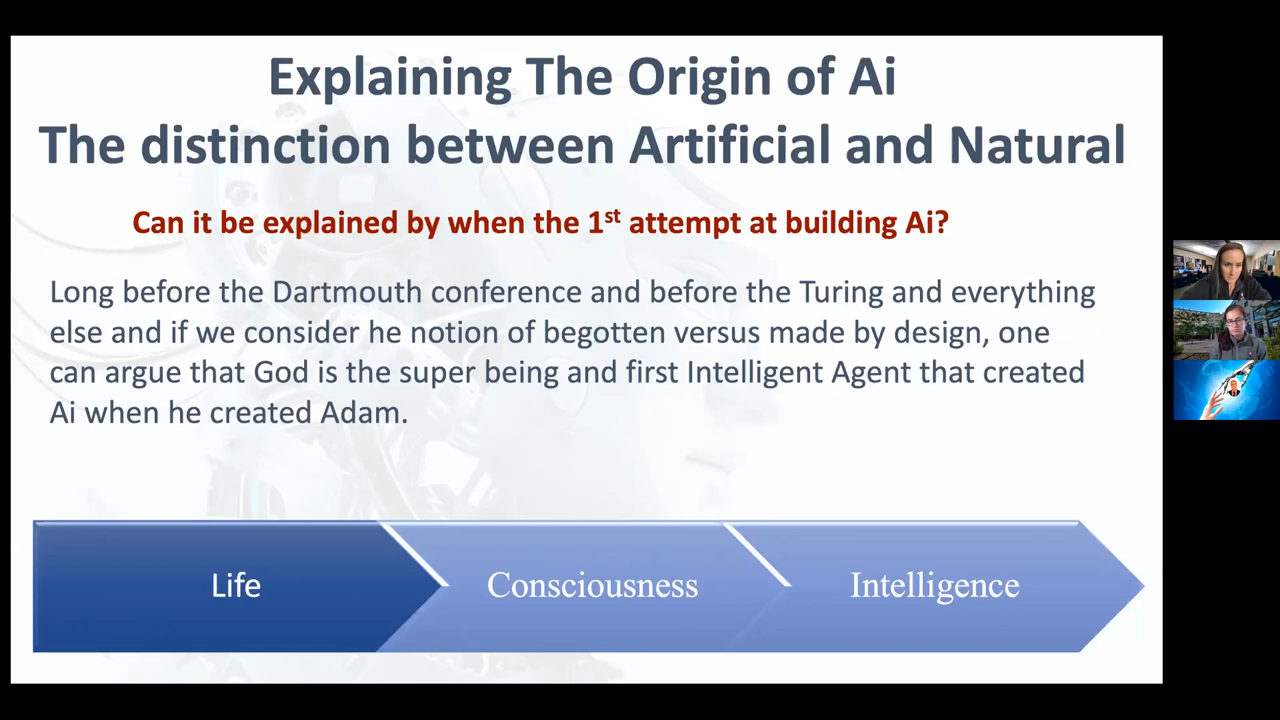 Explaining The Origin of Ai
The distinction between Artificial and Natural
Can it be explained by when the 1st attempt at building Ai?
Long before the Dartmouth conference and before the Turing and everything
else and if we consider he notion of begotten versus made by design, one
can argue that God is the super being and first Intelligent Agent that created
Ai when he created Adam.
Life
Consciousness
Intelligence